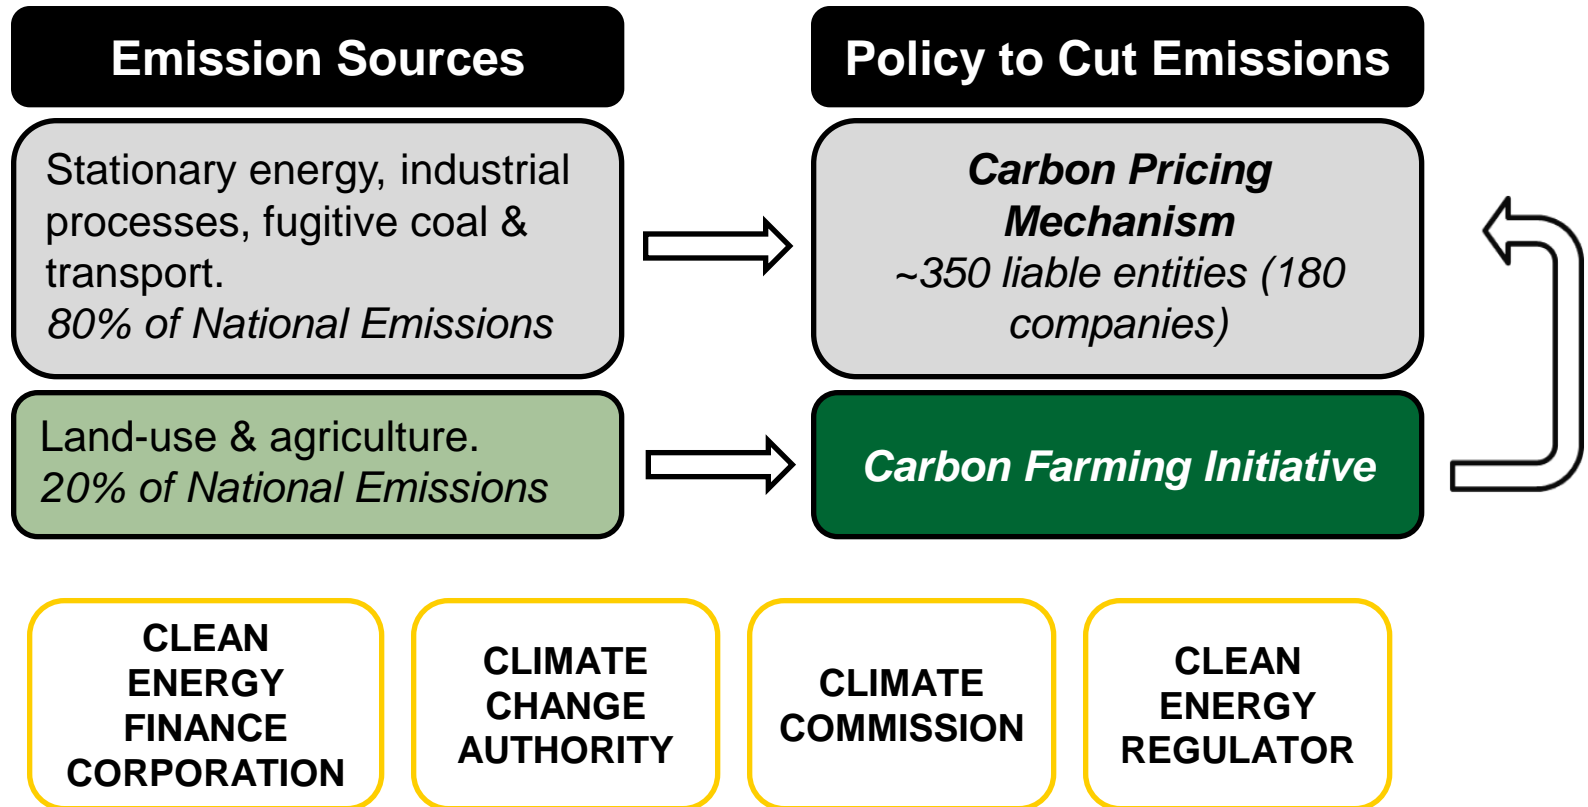 Emission Sources
Policy to Cut Emissions
Stationary energy, industrial
processes, fugitive coal &
transport.
80% of National Emissions
Carbon Pricing
Mechanism
~350 liable entities (180
companies)
Land-use & agriculture.
20% of National Emissions
Carbon Farming Initiative
CLEAN
ENERGY
FINANCE
CORPORATION
CLIMATE
CHANGE
AUTHORITY
CLIMATE
COMMISSION
CLEAN
ENERGY
REGULATOR